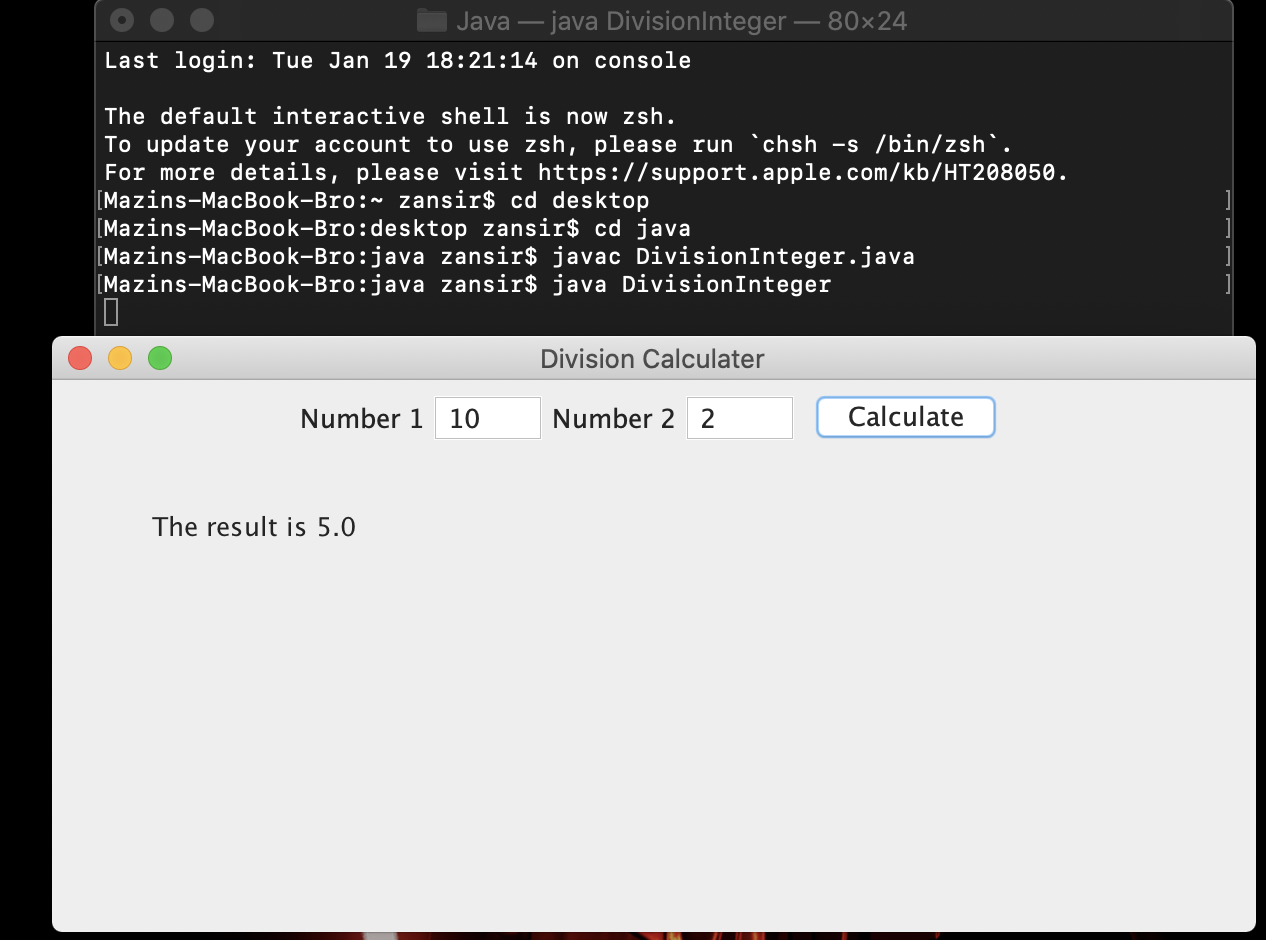 Java — java DivisionInteger — 80×24
Last login: Tue Jan 19 18:21:14 on console
The default interactive shell is now zsh.
To update your account to use zsh, please run `chsh -s /bin/zsh`.
For more details, please visit https://support.apple.com/kb/HT208050.
[Mazins-MacBook-Bro:~ zansir$ cd desktop ]
[Mazins-MacBook-Bro:desktop zansir$ cd java ]
[Mazins-MacBook-Bro:java zansir$ javac DivisionInteger.java ]
[Mazins-MacBook-Bro:java zansir$ java DivisionInteger ]
Division Calculater
Number 1 10 Number 2 2 Calculate
The result is 5.0